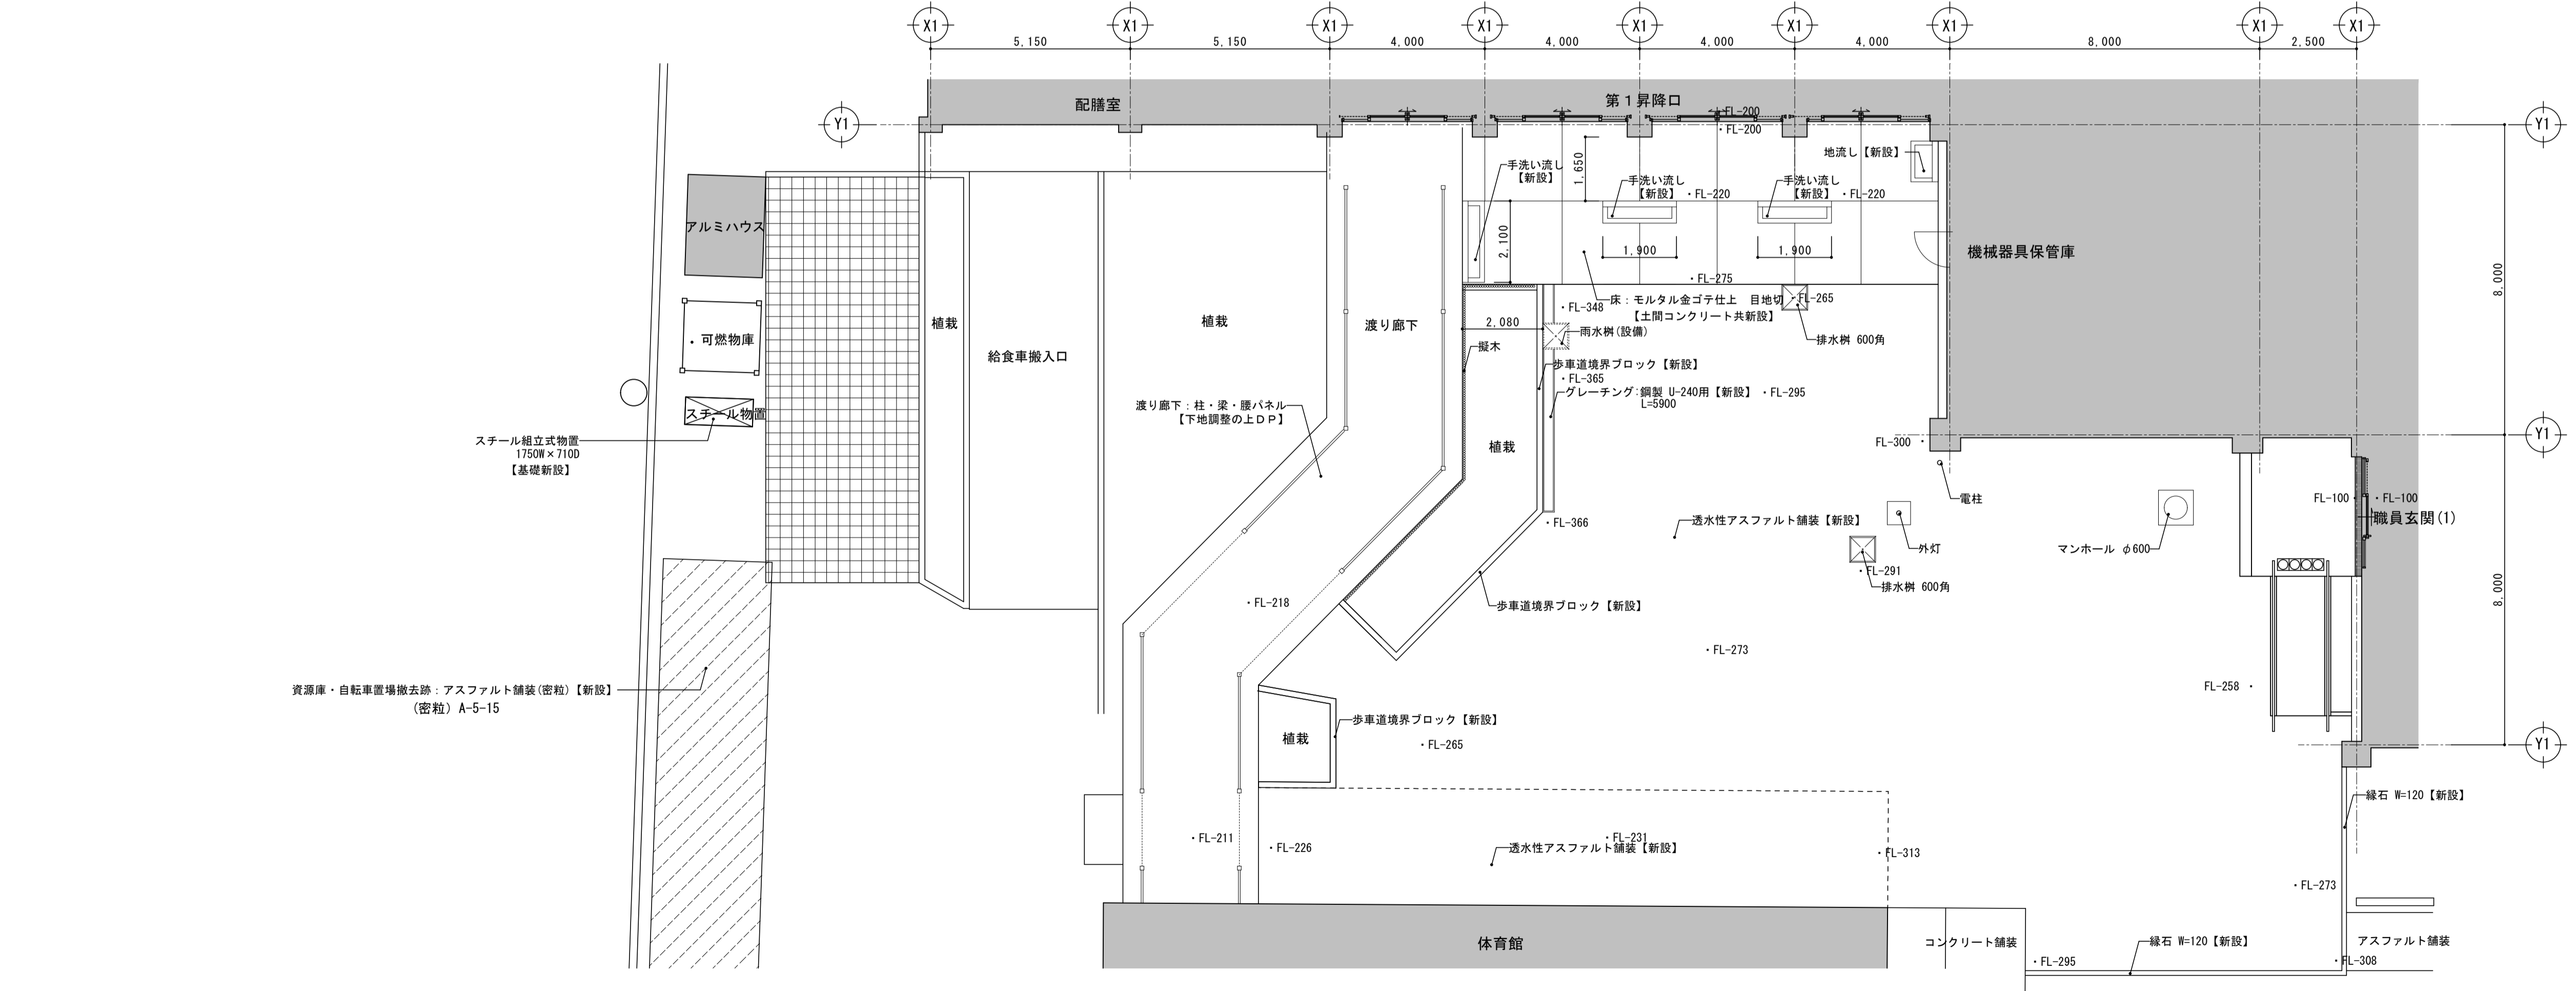 X1
X1
X1
X1
X1
X1
X1
X1
X1
5,150
5,150
4,000
4,000
4,000
4,000
8,000
2,500
配膳室
第1昇降口
・FL-200
・FL-200
Y1
Y1
手洗い流し
【新設】
1,650
手洗い流し
【新設】
・FL-220
手洗い流し
【新設】
・FL-220
地流し【新設】
アルミハウス
2,100
1,900
1,900
機械器具保管庫
8,000
・FL-275
床：モルタル金ゴテ仕上　目地切
【土間コンクリート共新設】
・FL-265
・FL-348
植栽
植栽
渡り廊下
2,080
雨水桝(設備)
排水桝 600角
可燃物庫
給食車搬入口
擬木
歩車道境界ブロック【新設】
・FL-365
グレーチング:鋼製 U-240用【新設】
L=5900
・FL-295
スチール物置
渡り廊下：柱・梁・腰パネル
【下地調整の上ＤＰ】
スチール組立式物置
1750W×710D
【基礎新設】
植栽
FL-300 ・
Y1
電柱
FL-100 ・
・FL-100
職員玄関(1)
・FL-366
透水性アスファルト舗装【新設】
外灯
マンホール φ600
・FL-291
排水桝 600角
8,000
・FL-218
歩車道境界ブロック【新設】
・FL-273
資源庫・自転車置場撤去跡：アスファルト舗装(密粒)【新設】
(密粒) A-5-15
FL-258 ・
歩車道境界ブロック【新設】
植栽
・FL-265
Y1
縁石 W=120【新設】
・FL-211
・FL-226
・FL-231
透水性アスファルト舗装【新設】
・FL-313
・FL-273
体育館
コンクリート舗装
縁石 W=120【新設】
アスファルト舗装
・FL-295
・FL-308